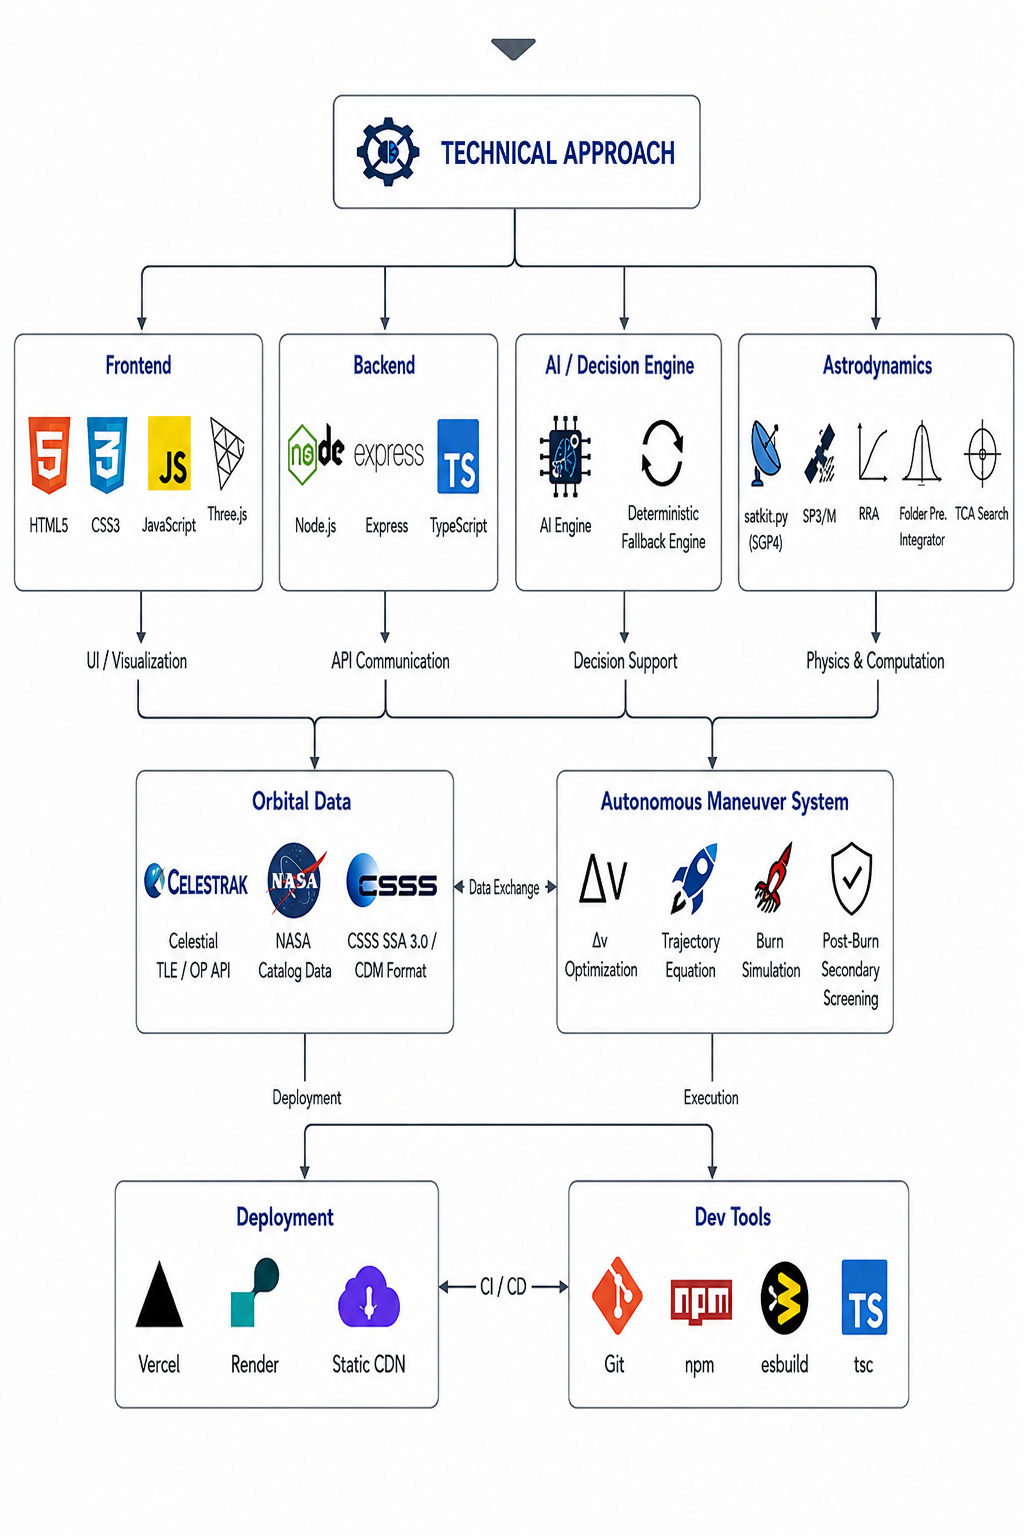 TECHNICAL APPROACH
Frontend
Backend
AI / Decision Engine
Astrodynamics
5
3
JS
node
express
TS
HTML5
CSS3
JavaScript
Three.js
Node.js
Express
TypeScript
AI Engine
Deterministic
Fallback Engine
satkit.py
(SGP4)
SP3/M
RRA
Folder Pre.
Integrator
TCA Search
UI / Visualization
API Communication
Decision Support
Physics & Computation
Orbital Data
CELESTRAK
NASA
CSSS
Celestial
TLE / OP API
NASA
Catalog Data
CSSS SSA 3.0 /
CDM Format
Data Exchange
Autonomous Maneuver System
ΔV
Δv
Optimization
Trajectory
Equation
Burn
Simulation
Post-Burn
Secondary
Screening
Deployment
Execution
Deployment
Vercel
Render
Static CDN
CI / CD
Dev Tools
npm
TS
Git
npm
esbuild
tsc